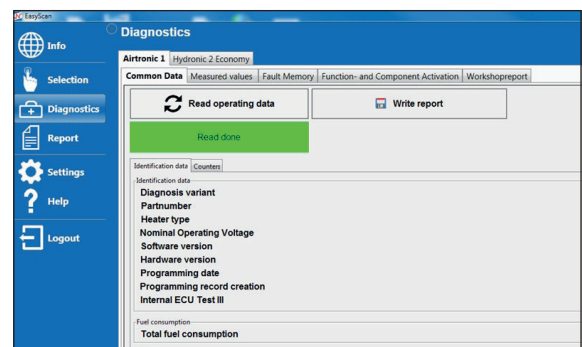 EasyScan
Info
Selection
Diagnostics
Report
Settings
Help
Logout
Diagnostics
Airtronic 1 Hydronic 2 Economy
Common Data Measured values Fault Memory Function- and Component Activation Workshopreport
Read operating data Write report
Read done
Identification data Counters
Identification data
Diagnosis variant
Partnumber
Heater type
Nominal Operating Voltage
Software version
Hardware version
Programming date
Programming record creation
Internal ECU Test III
Fuel consumption
Total fuel consumption